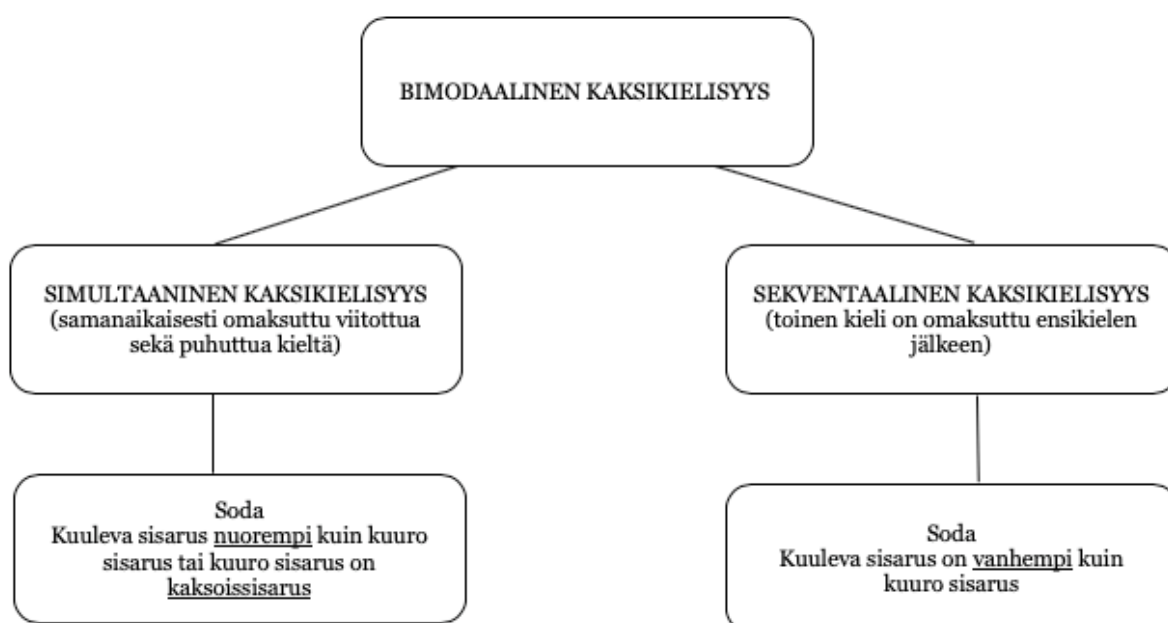 BIMODAALINEN KAKSIKIELISYYS
SIMULTAANINEN KAKSIKIELISYYS
(samanaikaisesti omaksuttu viitottua
sekä puhuttua kieltä)
SEKVENTAALINEN KAKSIKIELISYYS
(toinen kieli on omaksuttu ensikielen
jälkeen)
Soda
Kuuleva sisarus nuorempi kuin kuuro
sisarus tai kuuro sisarus on
kaksoissisarus
Soda
Kuuleva sisarus on vanhempi kuin
kuuro sisarus